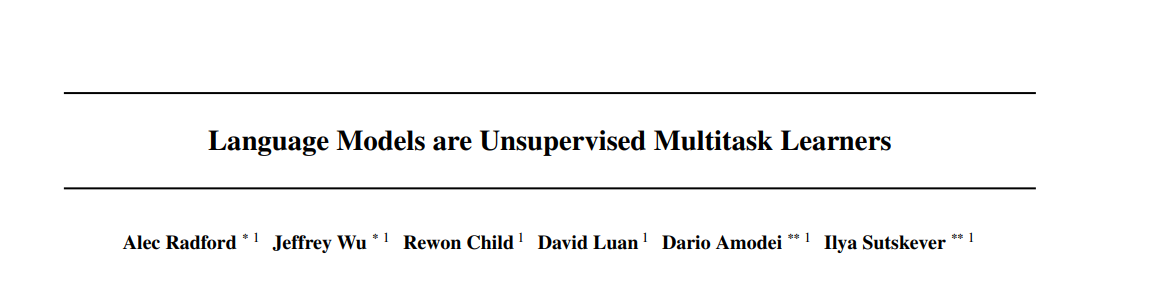 Language Models are Unsupervised Multitask Learners
Alec Radford * 1 Jeffrey Wu * 1 Rewon Child 1 David Luan 1 Dario Amodei ** 1 Ilya Sutskever ** 1